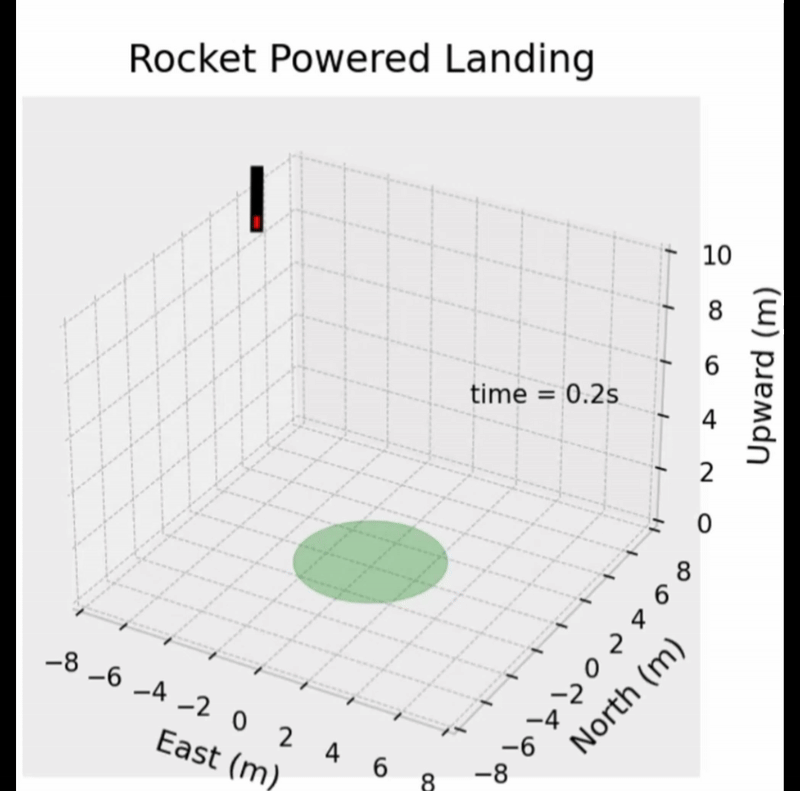 Rocket Powered Landing
time = 0.2s
10
8
6
4
2
0
Upward (m)
−8 −6 −4 −2 0 2 4 6 8
East (m)
−8 −6 −4 −2 0 2 4 6 8
North (m)